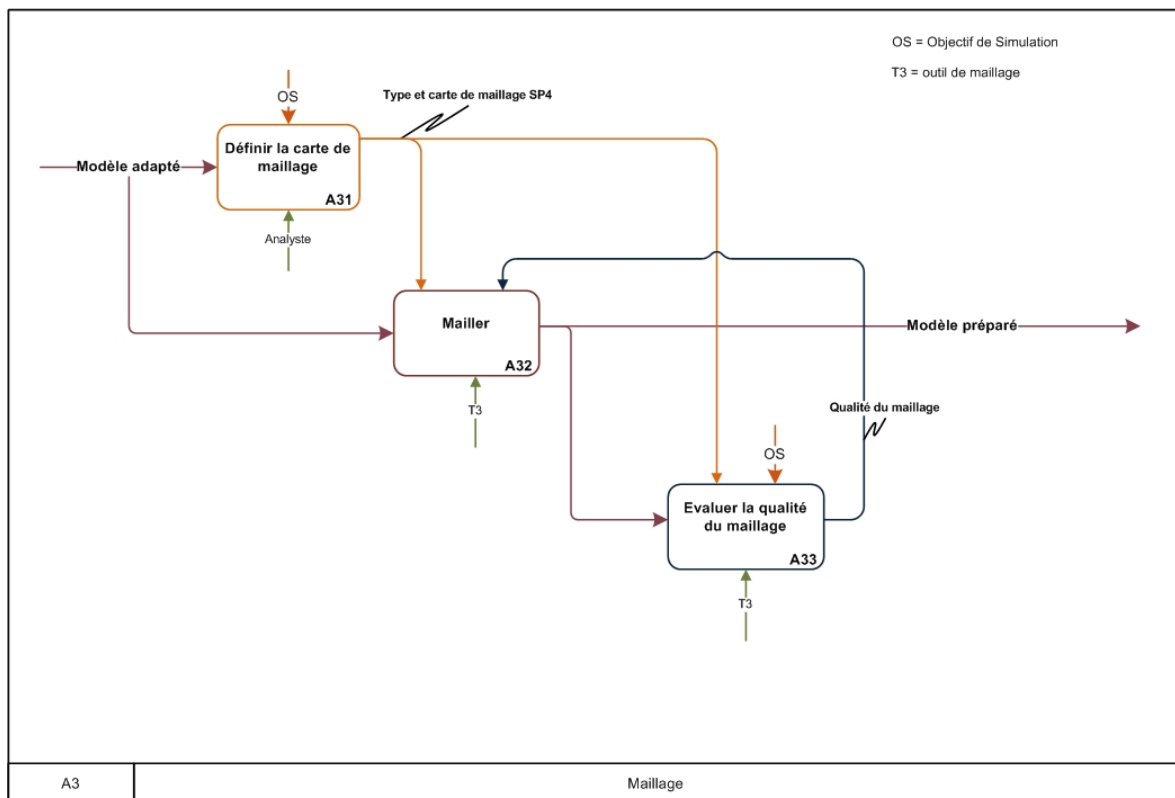 OS = Objectif de Simulation
T3 = outil de maillage
OS
Type et carte de maillage SP4
Définir la carte de
maillage
A31
Modèle adapté
Analyste
Mailler
A32
Modèle préparé
T3
Qualité du maillage
OS
Evaluer la qualité
du maillage
A33
T3
A3
Maillage